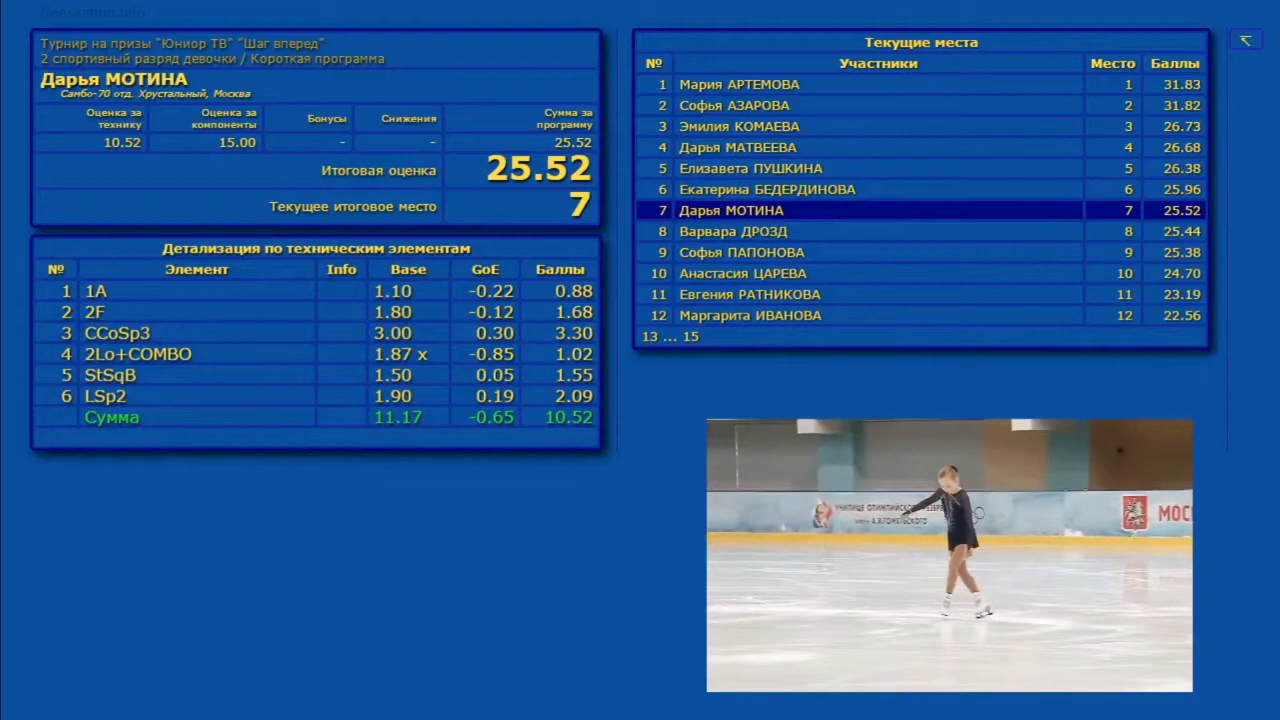 Турнир на призы "Юниор ТВ" "Шаг вперед"
2 спортивный разряд девочки / Короткая программа
Дарья МОТИНА
Самбо-70 отд. Хрустальный, Москва
Оценка за технику Оценка за компоненты Бонусы Снижения Сумма за программу
10.52 15.00 - - 25.52
Итоговая оценка 25.52
Текущее итоговое место 7
Детализация по техническим элементам
№ Элемент Info Base GoE Баллы
1 1A 1.10 -0.22 0.88
2 2F 1.80 -0.12 1.68
3 CCoSp3 3.00 0.30 3.30
4 2Lo+COMBO 1.87 x -0.85 1.02
5 StSqB 1.50 0.05 1.55
6 LSp2 1.90 0.19 2.09
Сумма 11.17 -0.65 10.52
Текущие места
№ Участники Место Баллы
1 Мария АРТЕМОВА 1 31.83
2 Софья АЗАРОВА 2 31.82
3 Эмилия КОМАЕВА 3 26.73
4 Дарья МАТВЕЕВА 4 26.68
5 Елизавета ПУШКИНА 5 26.38
6 Екатерина БЕДЕРДИНОВА 6 25.96
7 Дарья МОТИНА 7 25.52
8 Варвара ДРОЗД 8 25.44
9 Софья ПАПОНОВА 9 25.38
10 Анастасия ЦАРЕВА 10 24.70
11 Евгения РАТНИКОВА 11 23.19
12 Маргарита ИВАНОВА 12 22.56
13 ... 15
УЧИЛИЩЕ ОЛИМПИЙСКОГО РЕЗЕРВ
ИМЕНИ А.Я.ГОМЕЛЬСКОГО
МОС